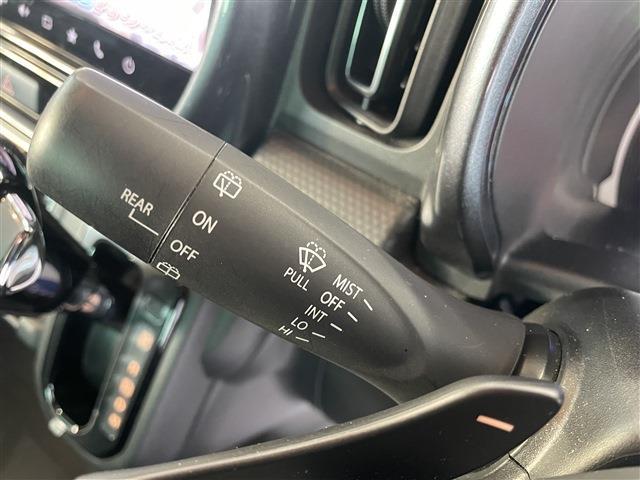 REAR
ON
OFF
PULL
MIST
OFF
INT
LO
HI